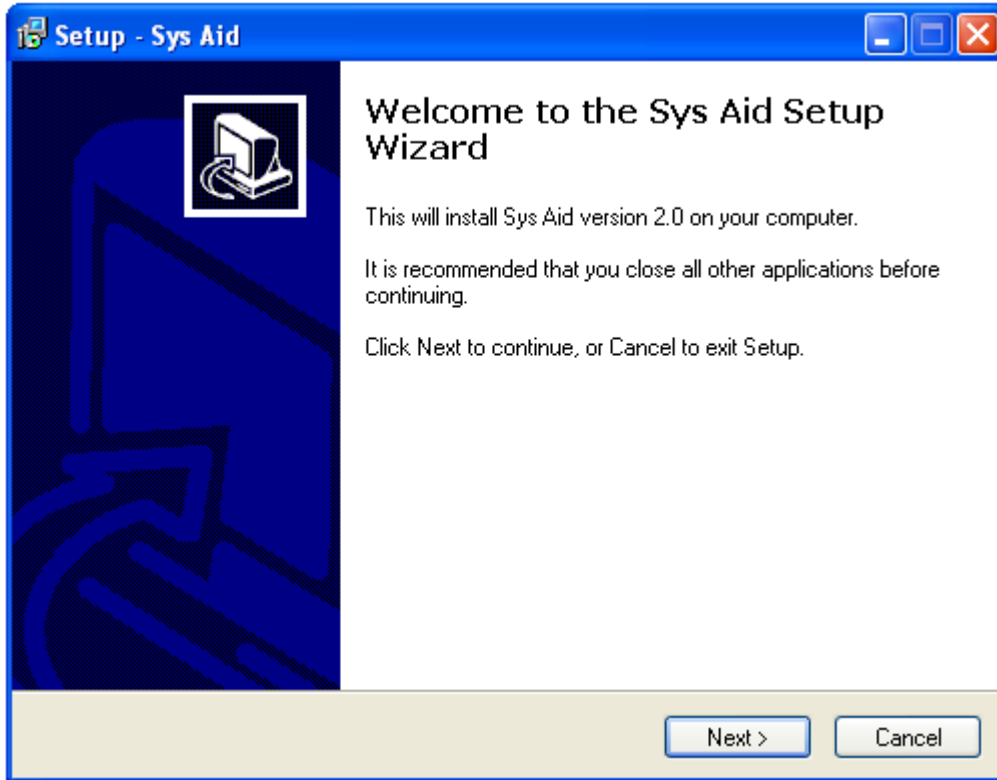 Setup - Sys Aid
Welcome to the Sys Aid Setup
Wizard
This will install Sys Aid version 2.0 on your computer.
It is recommended that you close all other applications before
continuing.
Click Next to continue, or Cancel to exit Setup.
Next >
Cancel